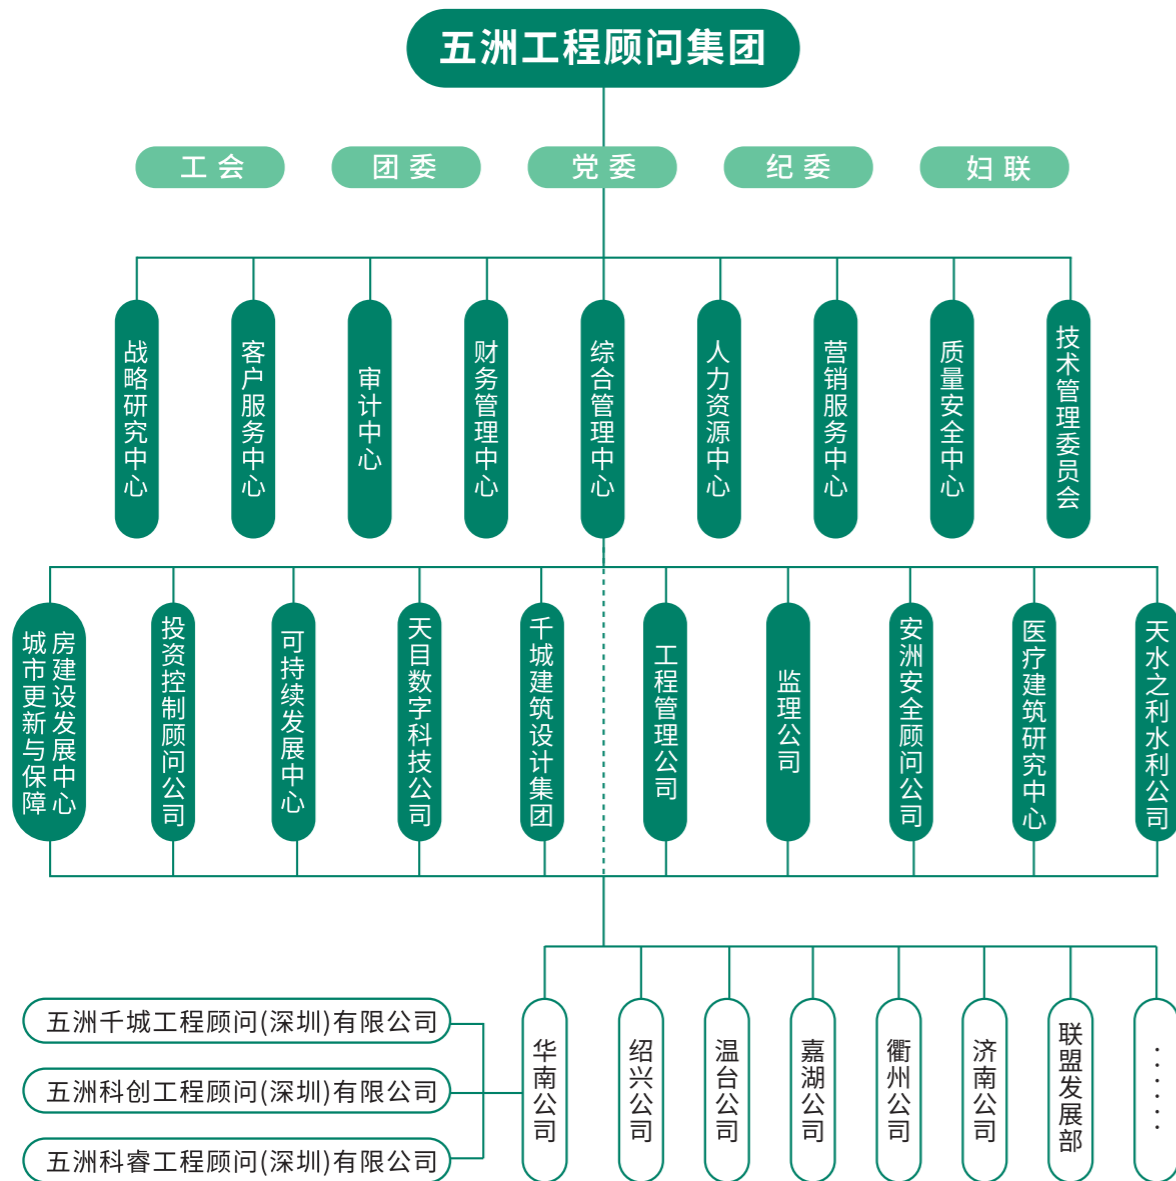 五洲工程顾问集团
工会
团委
党委
纪委
妇联
战略研究中心
客户服务中心
审计中心
财务管理中心
综合管理中心
人力资源中心
营销服务中心
质量安全中心
技术管理委员会
城市更新与保障
房建设发展中心
投资控制顾问公司
可持续发展中心
天目数字科技公司
千城建筑设计集团
工程管理公司
监理公司
安洲安全顾问公司
医疗建筑研究中心
天水之利水利公司
五洲千城工程顾问(深圳)有限公司
五洲科创工程顾问(深圳)有限公司
五洲科睿工程顾问(深圳)有限公司
华南公司
绍兴公司
温台公司
嘉湖公司
衢州公司
济南公司
联盟发展部
······